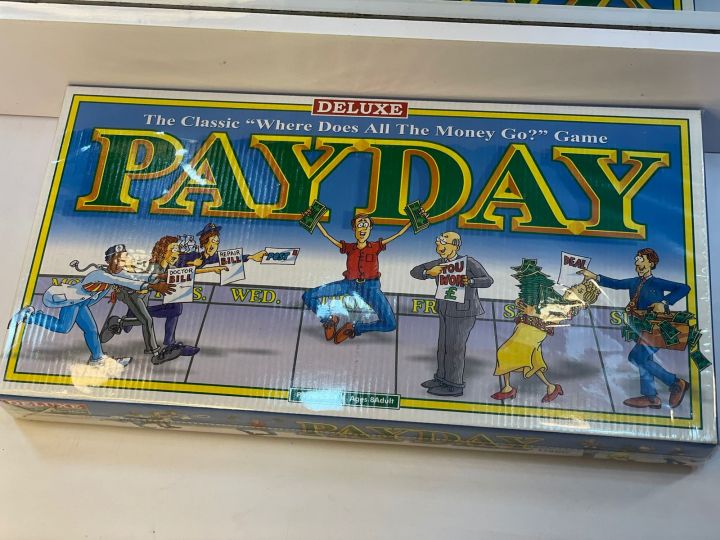 DELUXE
The Classic "Where Does All The Money Go?" Game
PAYDAY
DOCTOR
BILL
REPAIR
BILL
POST
YOU
£
DEAL
WED.
FR
Ages 8/Adult
PAYDAY